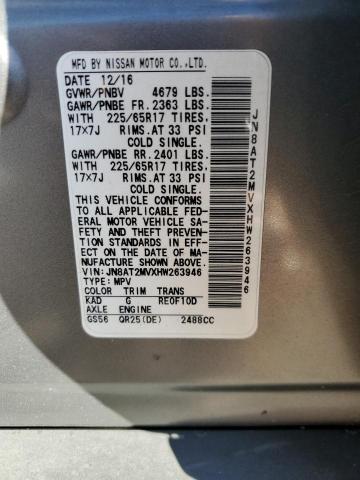 MFD BY NISSAN MOTOR CO.,LTD.
DATE 12/16
GVWR/PNBV 4679 LBS.
GAWR/PNBE FR. 2363 LBS.
WITH 225/65R17 TIRES,
17x7J RIMS, AT 33 PSI
COLD SINGLE.
GAWR/PNBE RR. 2401 LBS.
WITH 225/65R17 TIRES,
17x7J RIMS, AT 33 PSI
COLD SINGLE.
THIS VEHICLE CONFORMS
TO ALL APPLICABLE FED-
ERAL MOTOR VEHICLE SA-
FETY AND THEFT PREVENT-
ION STANDARDS IN EFF-
ECT ON THE DATE OF MA-
NUFACTURE SHOWN ABOVE.
VIN:JN8AT2MVXHW263946
TYPE: MPV
COLOR TRIM TRANS
KAD G RE0F10D
AXLE ENGINE
GS56 QR25(DE) 2488CC
JN8AT2MVXHW263946